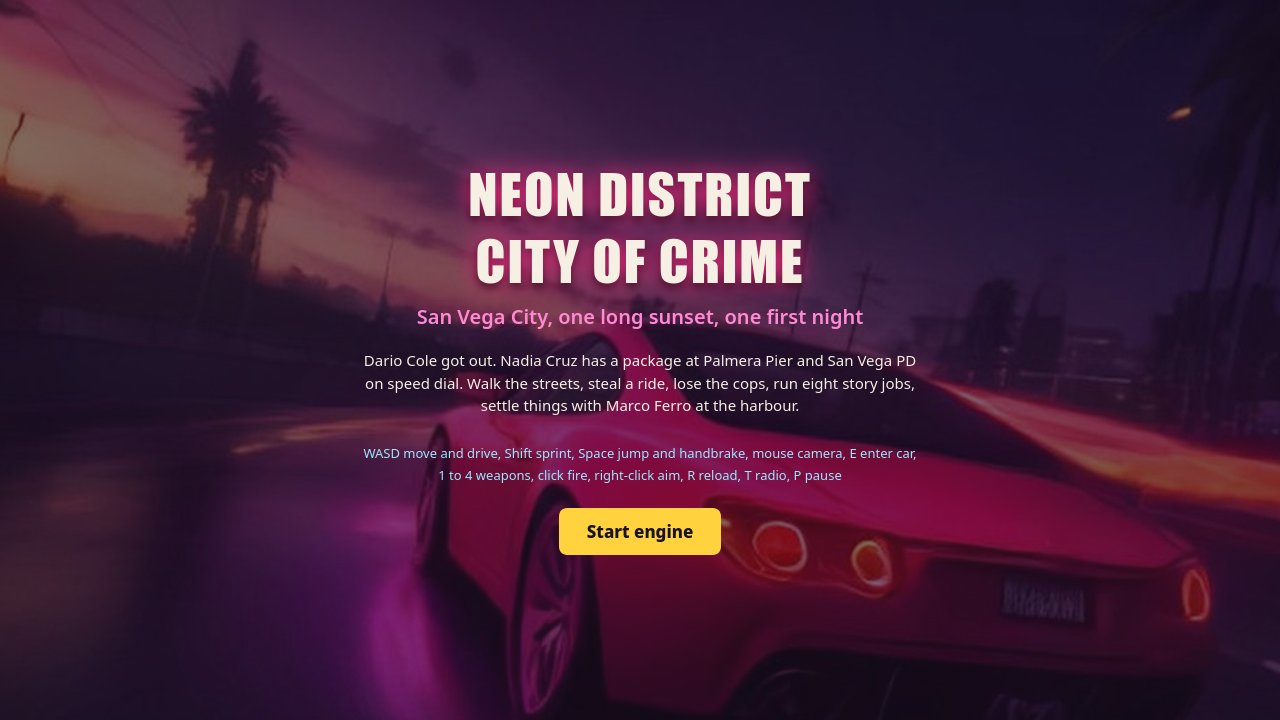 NEON DISTRICT
CITY OF CRIME
San Vega City, one long sunset, one first night
Dario Cole got out. Nadia Cruz has a package at Palmera Pier and San Vega PD
on speed dial. Walk the streets, steal a ride, lose the cops, run eight story jobs,
settle things with Marco Ferro at the harbour.
WASD move and drive, Shift sprint, Space jump and handbrake, mouse camera, E enter car,
1 to 4 weapons, click fire, right-click aim, R reload, T radio, P pause
Start engine